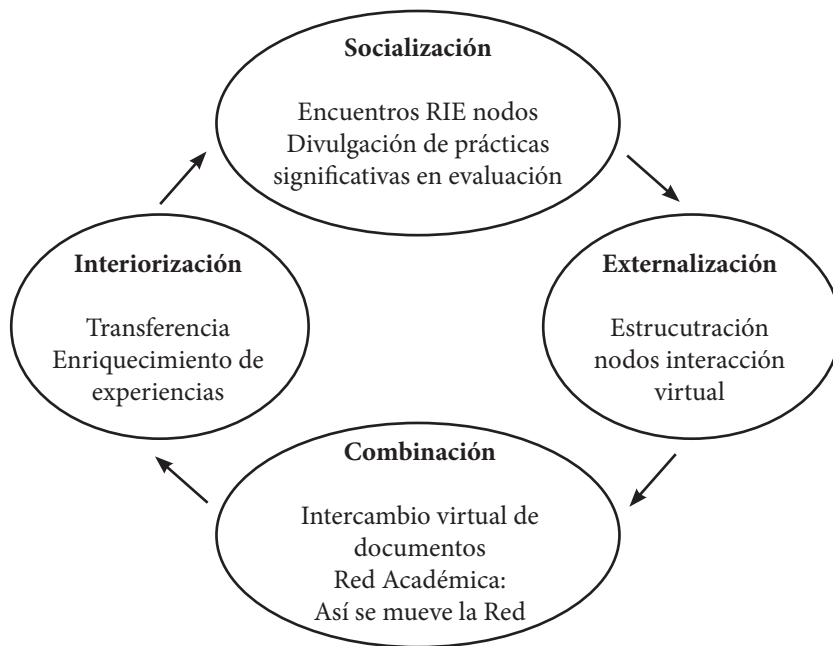 Socialización
Encuentros RIE nodos
Divulgación de prácticas
significativas en evaluación
Interiorización
Transferencia
Enriquecimiento de
experiencias
Externalización
Estrucutración
nodos interacción
virtual
Combinación
Intercambio virtual de
documentos
Red Académica:
Así se mueve la Red